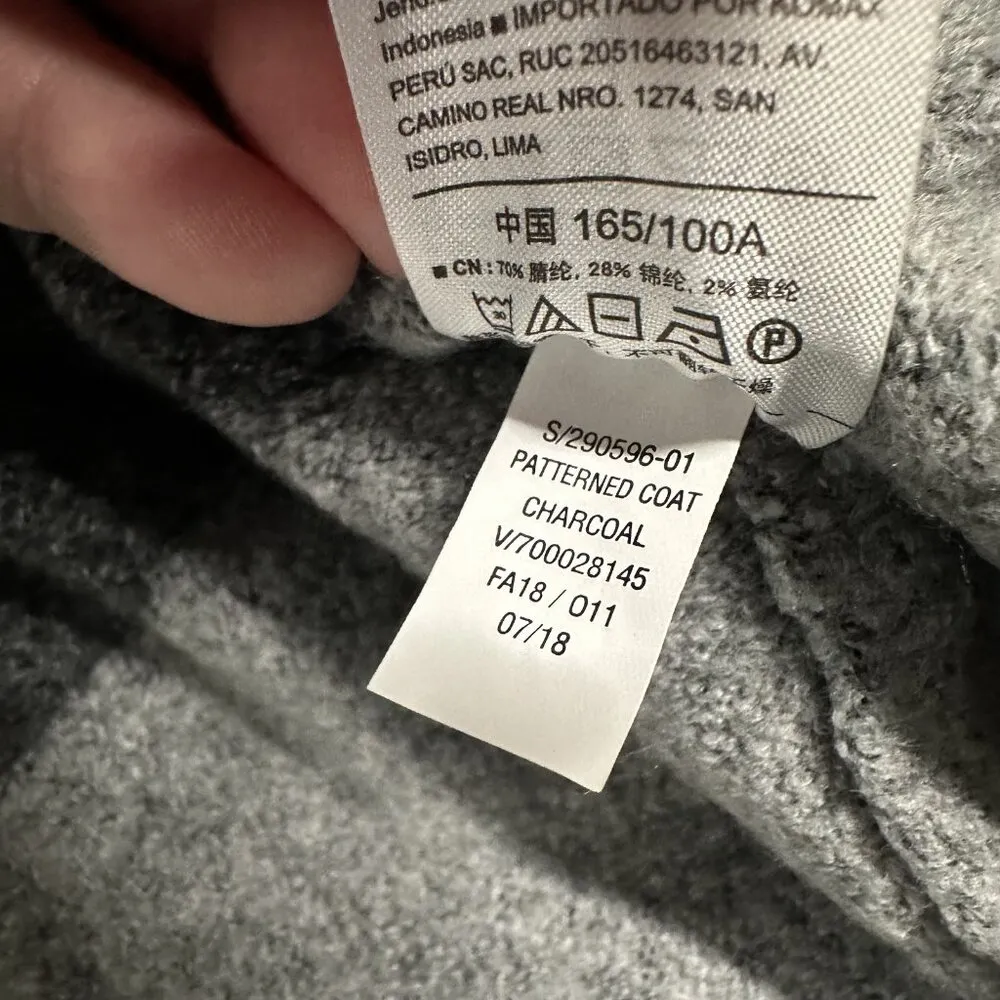 Indonesia ■ IMPORTADO POR KOMAX
PERÚ SAC, RUC 20516463121, AV.
CAMINO REAL NRO. 1274, SAN
ISIDRO, LIMA
中国 165/100A
■ CN: 70%腈纶, 28% 锦纶, 2% 氨纶
30
P
S/290596-01
PATTERNED COAT
CHARCOAL
V/700028145
FA18 / O11
07/18